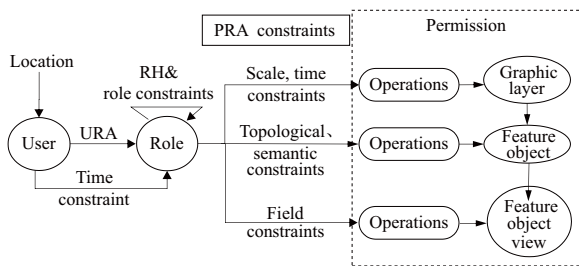 PRA constraints
Permission
Location
RH&
role constraints
Scale, time
constraints
Operations
Graphic
layer
User
URA
Role
Topological、
semantic
constraints
Operations
Feature
object
Time
constraint
Field
constraints
Operations
Feature
object
view